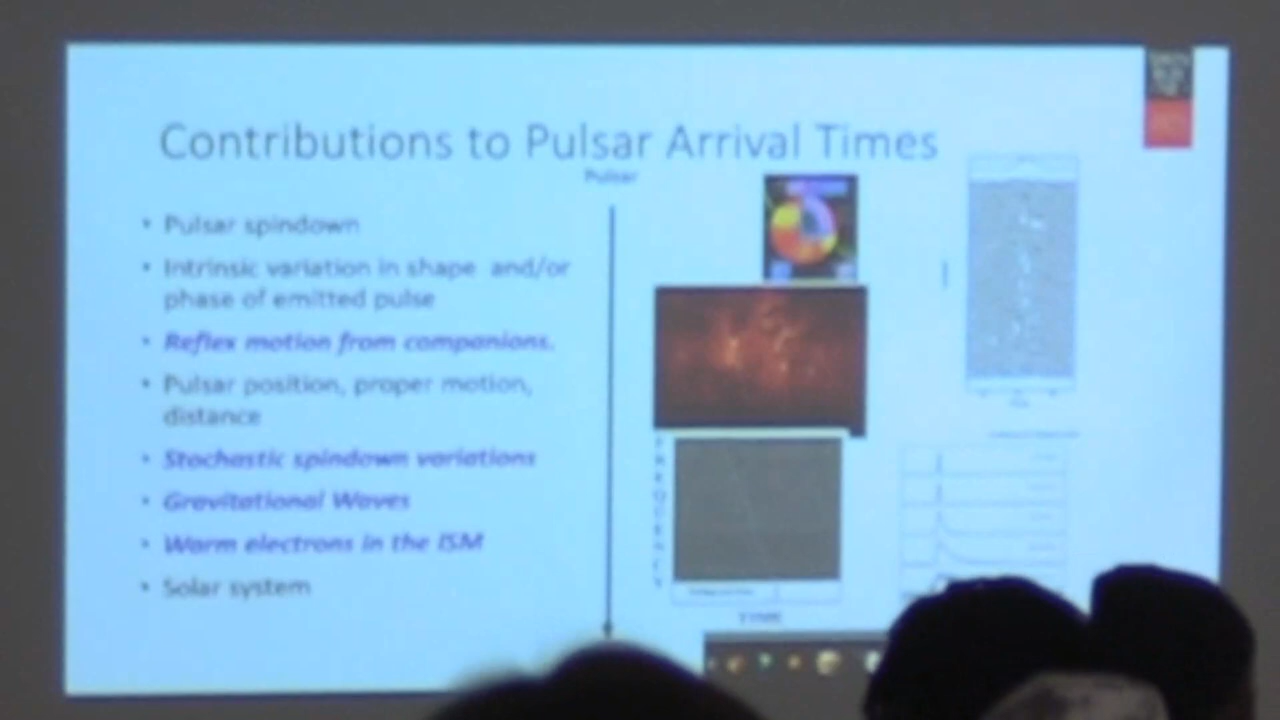 Contributions to Pulsar Arrival Times
Pulsar
• Pulsar spindown
• Intrinsic variation in shape and/or
phase of emitted pulse
• Reflex motion from companions.
• Pulsar position, proper motion,
distance
• Stochastic spindown variations
• Gravitational Waves
• Warm electrons in the ISM
• Solar system
FREQUENCY
TIME